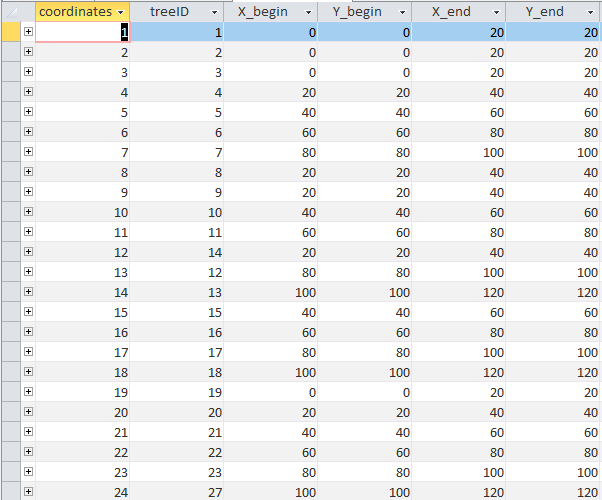 coordinates treeID X_begin Y_begin X_end Y_end
1 1 0 0 20 20
2 2 0 0 20 20
3 3 0 0 20 20
4 4 20 20 40 40
5 5 40 40 60 60
6 6 60 60 80 80
7 7 80 80 100 100
8 8 20 20 40 40
9 9 20 20 40 40
10 10 40 40 60 60
11 11 60 60 80 80
12 14 20 20 40 40
13 12 80 80 100 100
14 13 100 100 120 120
15 15 40 40 60 60
16 16 60 60 80 80
17 17 80 80 100 100
18 18 100 100 120 120
19 19 0 0 20 20
20 20 20 20 40 40
21 21 40 40 60 60
22 22 60 60 80 80
23 23 80 80 100 100
24 27 100 100 120 120